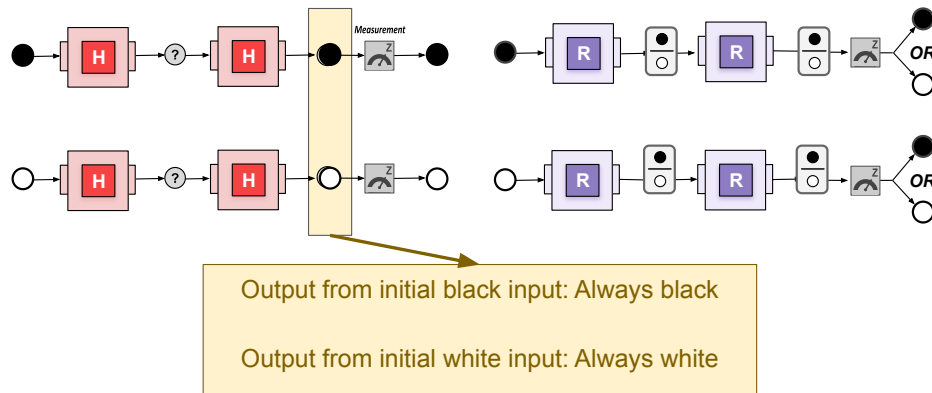 Measurement
H
?
H
Z
R
R
Z
OR
H
?
H
Z
R
R
Z
OR
Output from initial black input: Always black
Output from initial white input: Always white